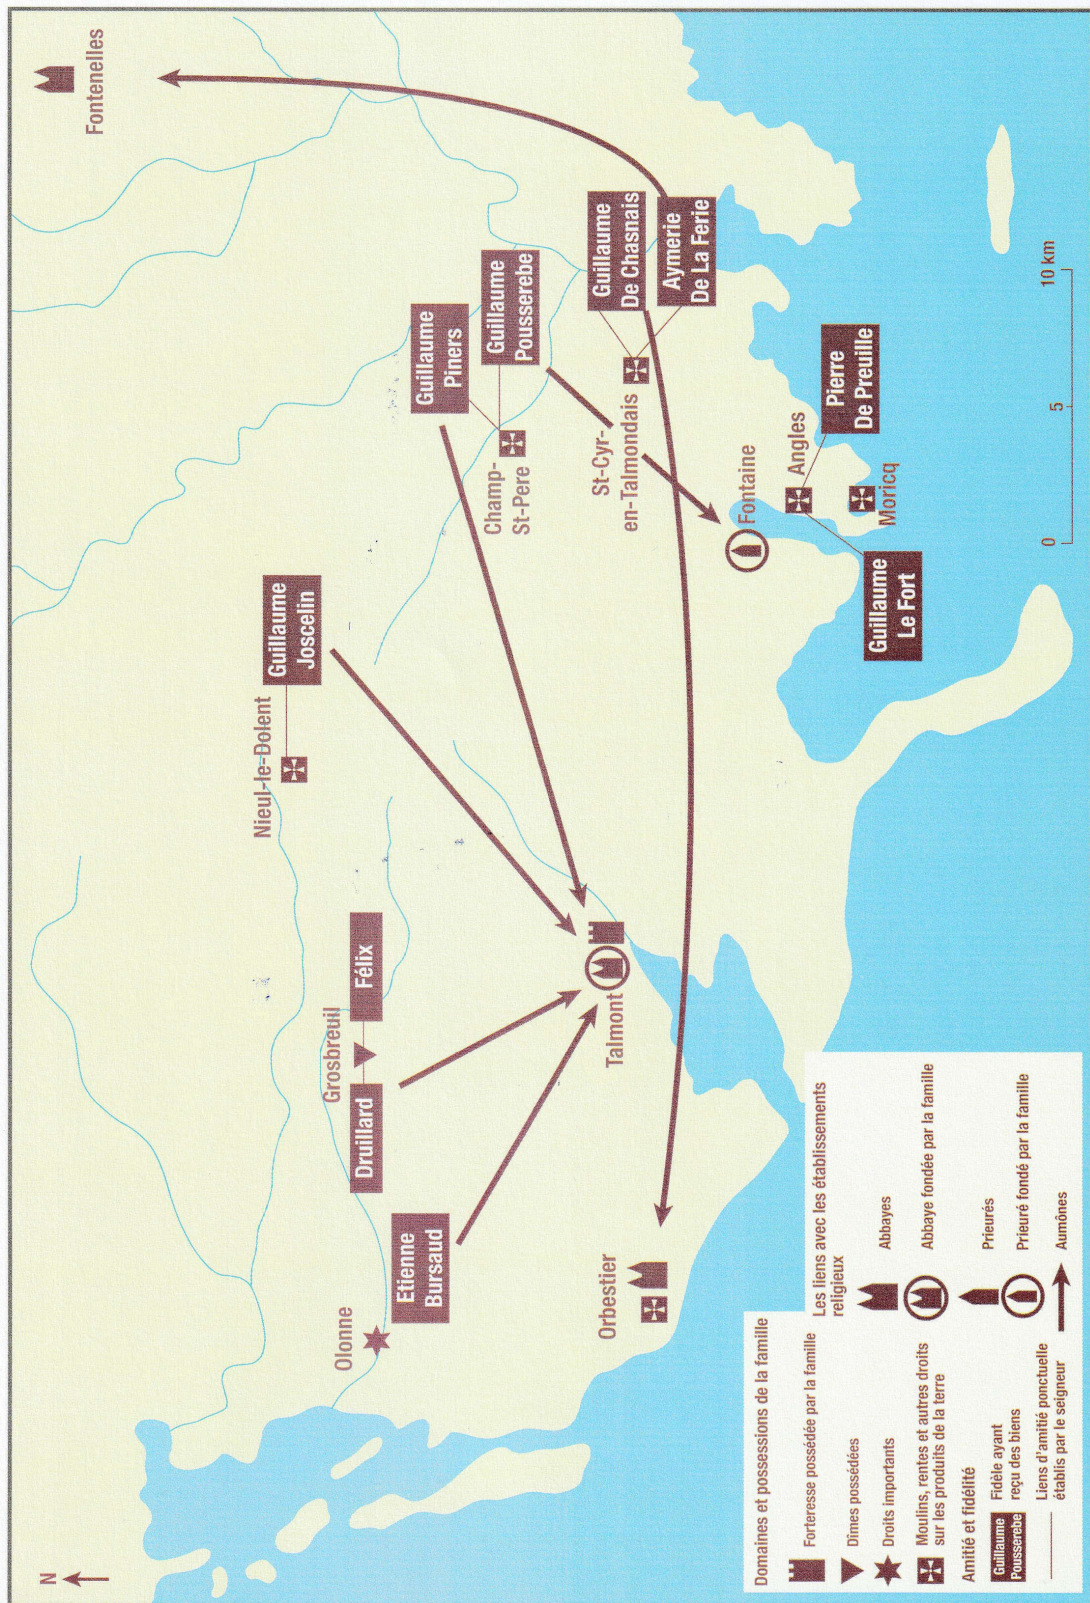 N
Fontenelles
Olonne
Etienne
Bursaud
Grosbreuil
Druillard
Félix
Nieul-le-Dolent
Guillaume
Joscelin
Guillaume
Piners
Champ-
St-Pere
Guillaume
Pousserebe
Guillaume
De Chasnais
Aymerie
De La Ferie
St-Cyr-
en-Talmondais
Talmont
Orbestier
Fontaine
Angles
Pierre
De Preuille
Moricq
Guillaume
Le Fort
0 5 10 km
Domaines et possessions de la famille
Forteresse possédée par la famille
Dîmes possédées
Droits importants
Moulins, rentes et autres droits
sur les produits de la terre
Amitié et fidélité
Guillaume
Pousserebe
Fidèle ayant
reçu des biens
Liens d'amitié ponctuelle
établis par le seigneur
Les liens avec les établissements
religieux
Abbayes
Abbaye fondée par la famille
Prieurés
Prieuré fondé par la famille
Aumônes